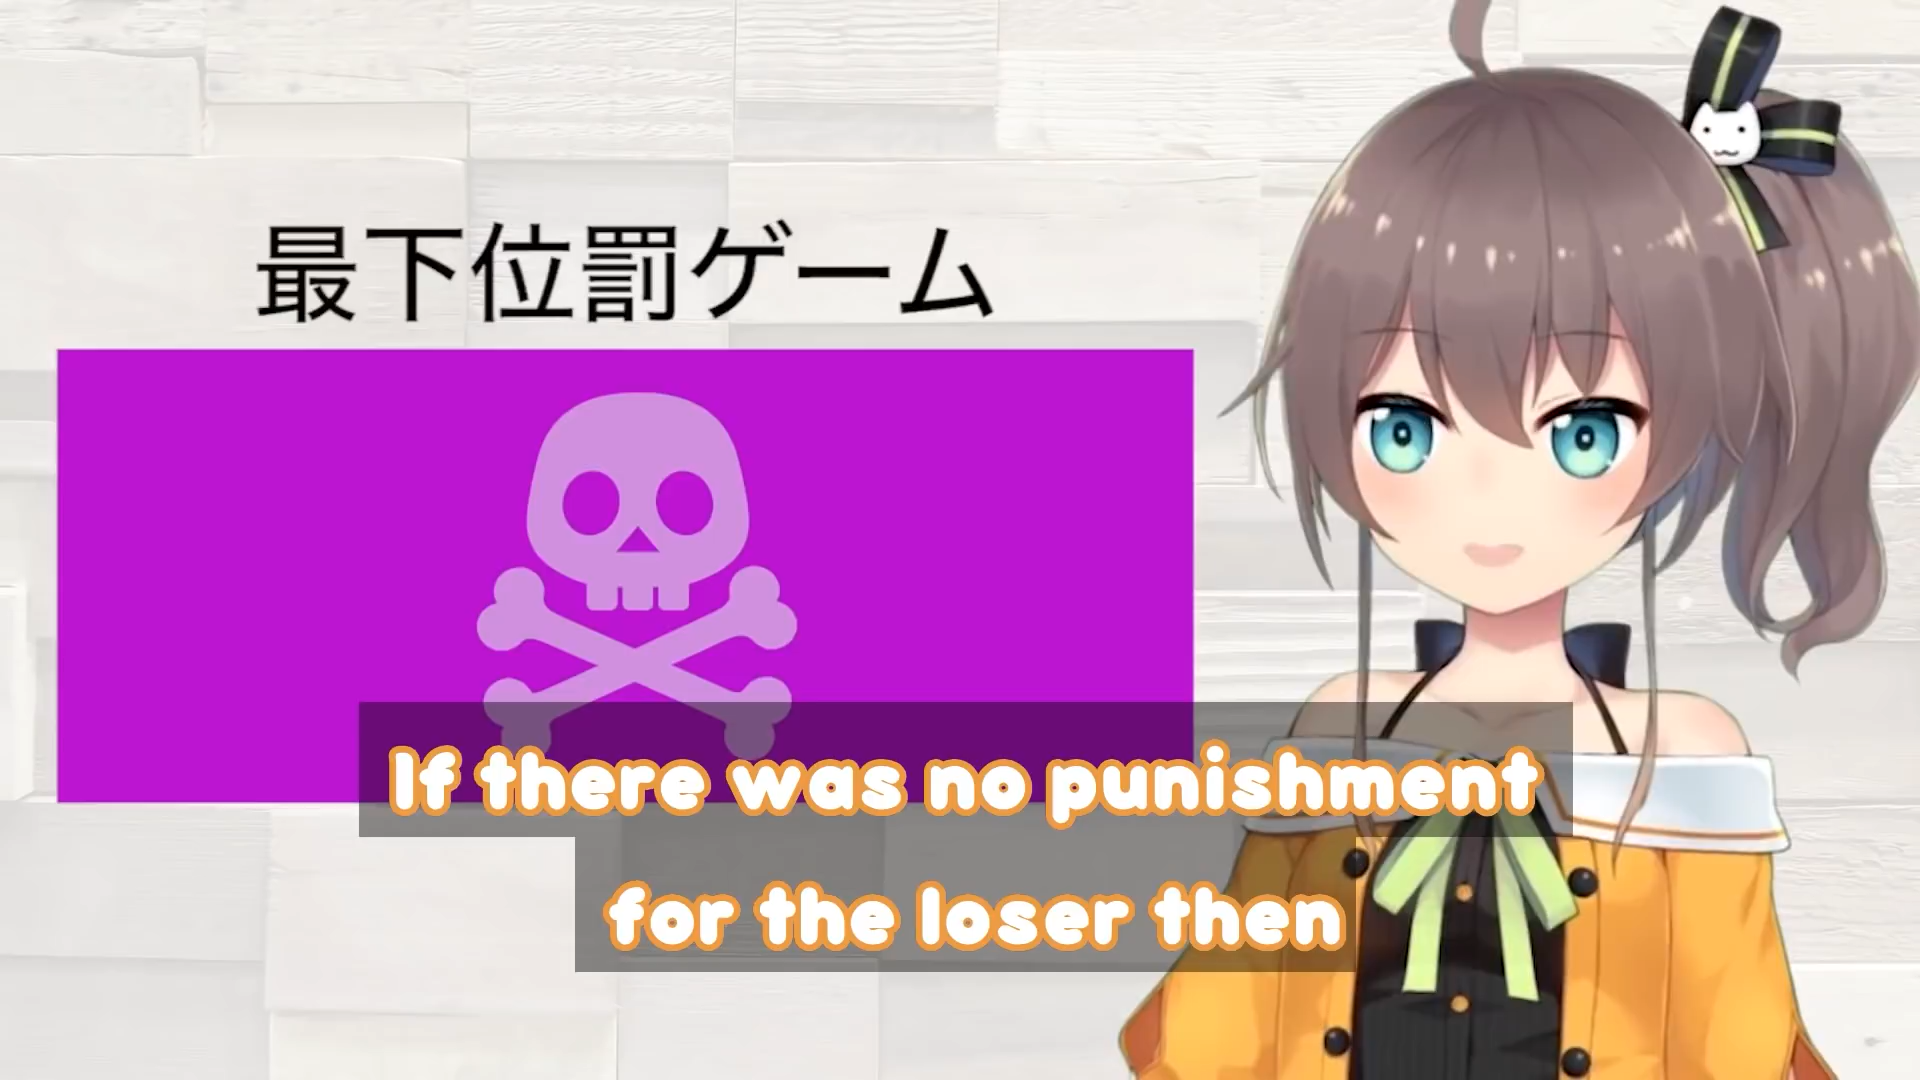 最下位罰ゲーム
If there was no punishment
for the loser then